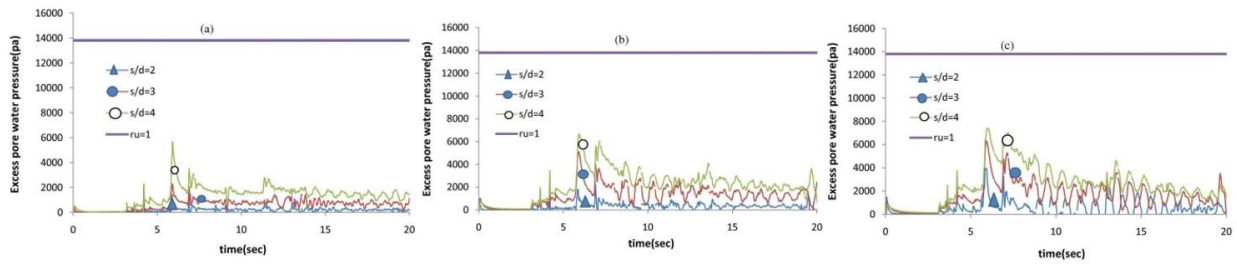 (a)
Excess pore water pressure(pa)
16000
14000
12000
10000
8000
6000
4000
2000
0
s/d=2
s/d=3
s/d=4
ru=1
0 5 10 15 20
time(sec)
(b)
Excess pore water pressure(pa)
16000
14000
12000
10000
8000
6000
4000
2000
0
s/d=2
s/d=3
s/d=4
ru=1
0 5 10 15 20
time(sec)
(c)
Excess pore water pressure(pa)
16000
14000
12000
10000
8000
6000
4000
2000
0
s/d=2
s/d=3
s/d=4
ru=1
0 5 10 15 20
time(sec)